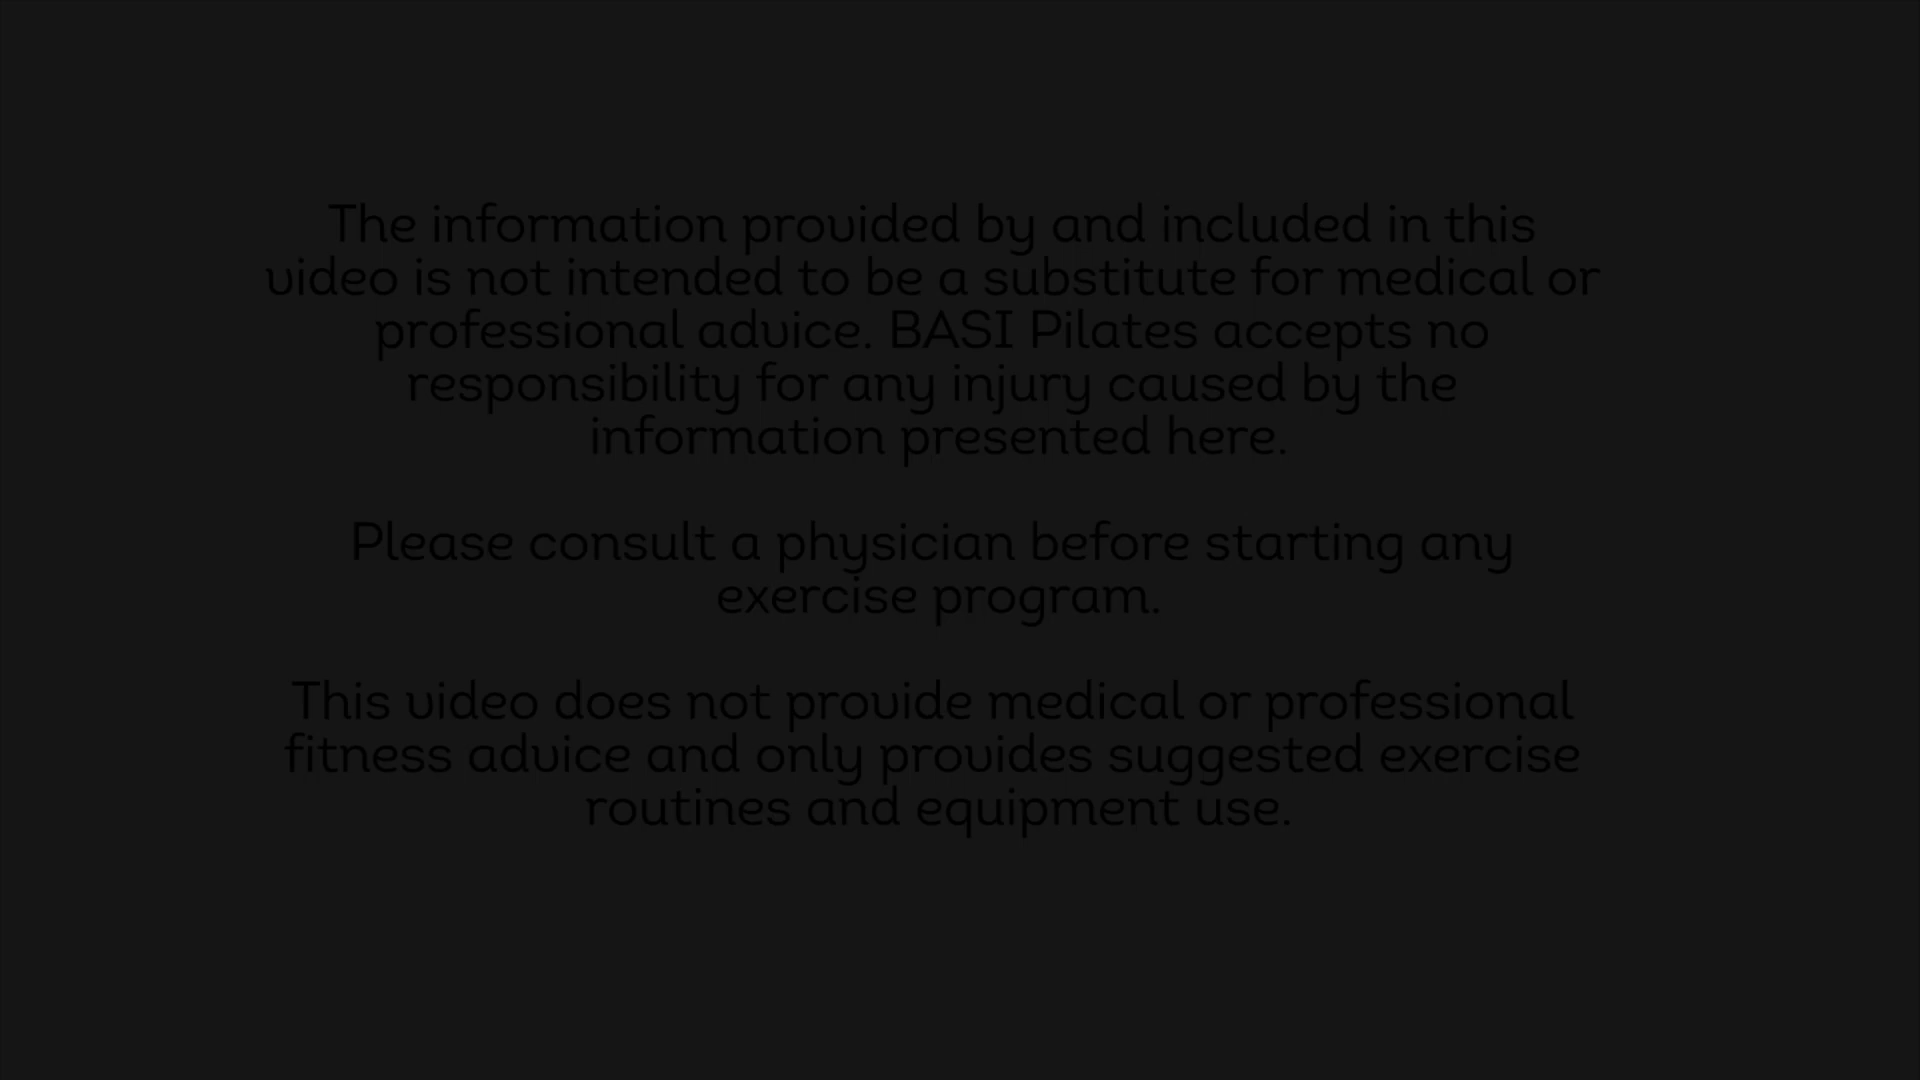 The information provided by and included in this
video is not intended to be a substitute for medical or
professional advice. BASI Pilates accepts no
responsibility for any injury caused by the
information presented here.
Please consult a physician before starting any
exercise program.
This video does not provide medical or professional
fitness advice and only provides suggested exercise
routines and equipment use.